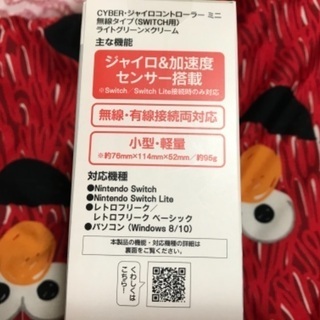 CYBER・ジャイロコントローラー ミニ
無線タイプ(SWITCH用)
ライトグリーン×クリーム
主な機能
ジャイロ&加速度
センサー搭載
※Switch／Switch Lite接続時のみ対応
無線・有線接続両対応
小型・軽量
※約76mm×114mm×52mm／約95g
対応機種
●Nintendo Switch
●Nintendo Switch Lite
●レトロフリーク／
レトロフリーク ベーシック
●パソコン (Windows 8/10)
本製品の機能・対応機種の詳細は
裏面をご覧ください。
くわしくは
こちら!